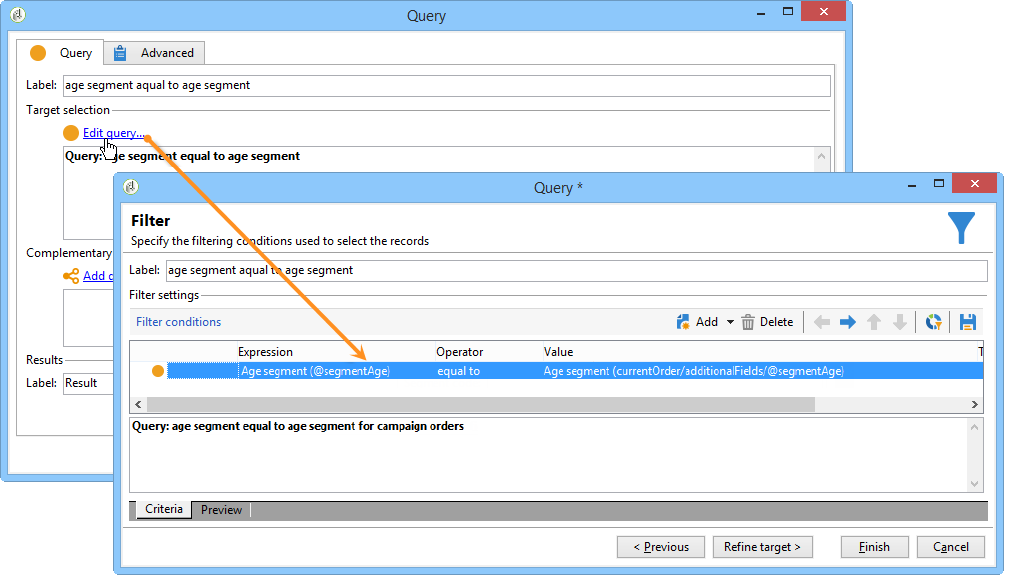 Query
Query
Advanced
Label: age segment aqual to age segment
Target selection
Edit query...
Query: age segment equal to age segment
Complementary
Add
Results
Label: Result
Query *
Filter
Specify the filtering conditions used to select the records
Label: age segment aqual to age segment
Filter settings
Filter conditions
Add
Delete
Expression Operator Value T
Age segment (@segmentAge) equal to Age segment (currentOrder/additionalFields/@segmentAge)
Query: age segment equal to age segment for campaign orders
Criteria
Preview
< Previous
Refine target >
Finish
Cancel